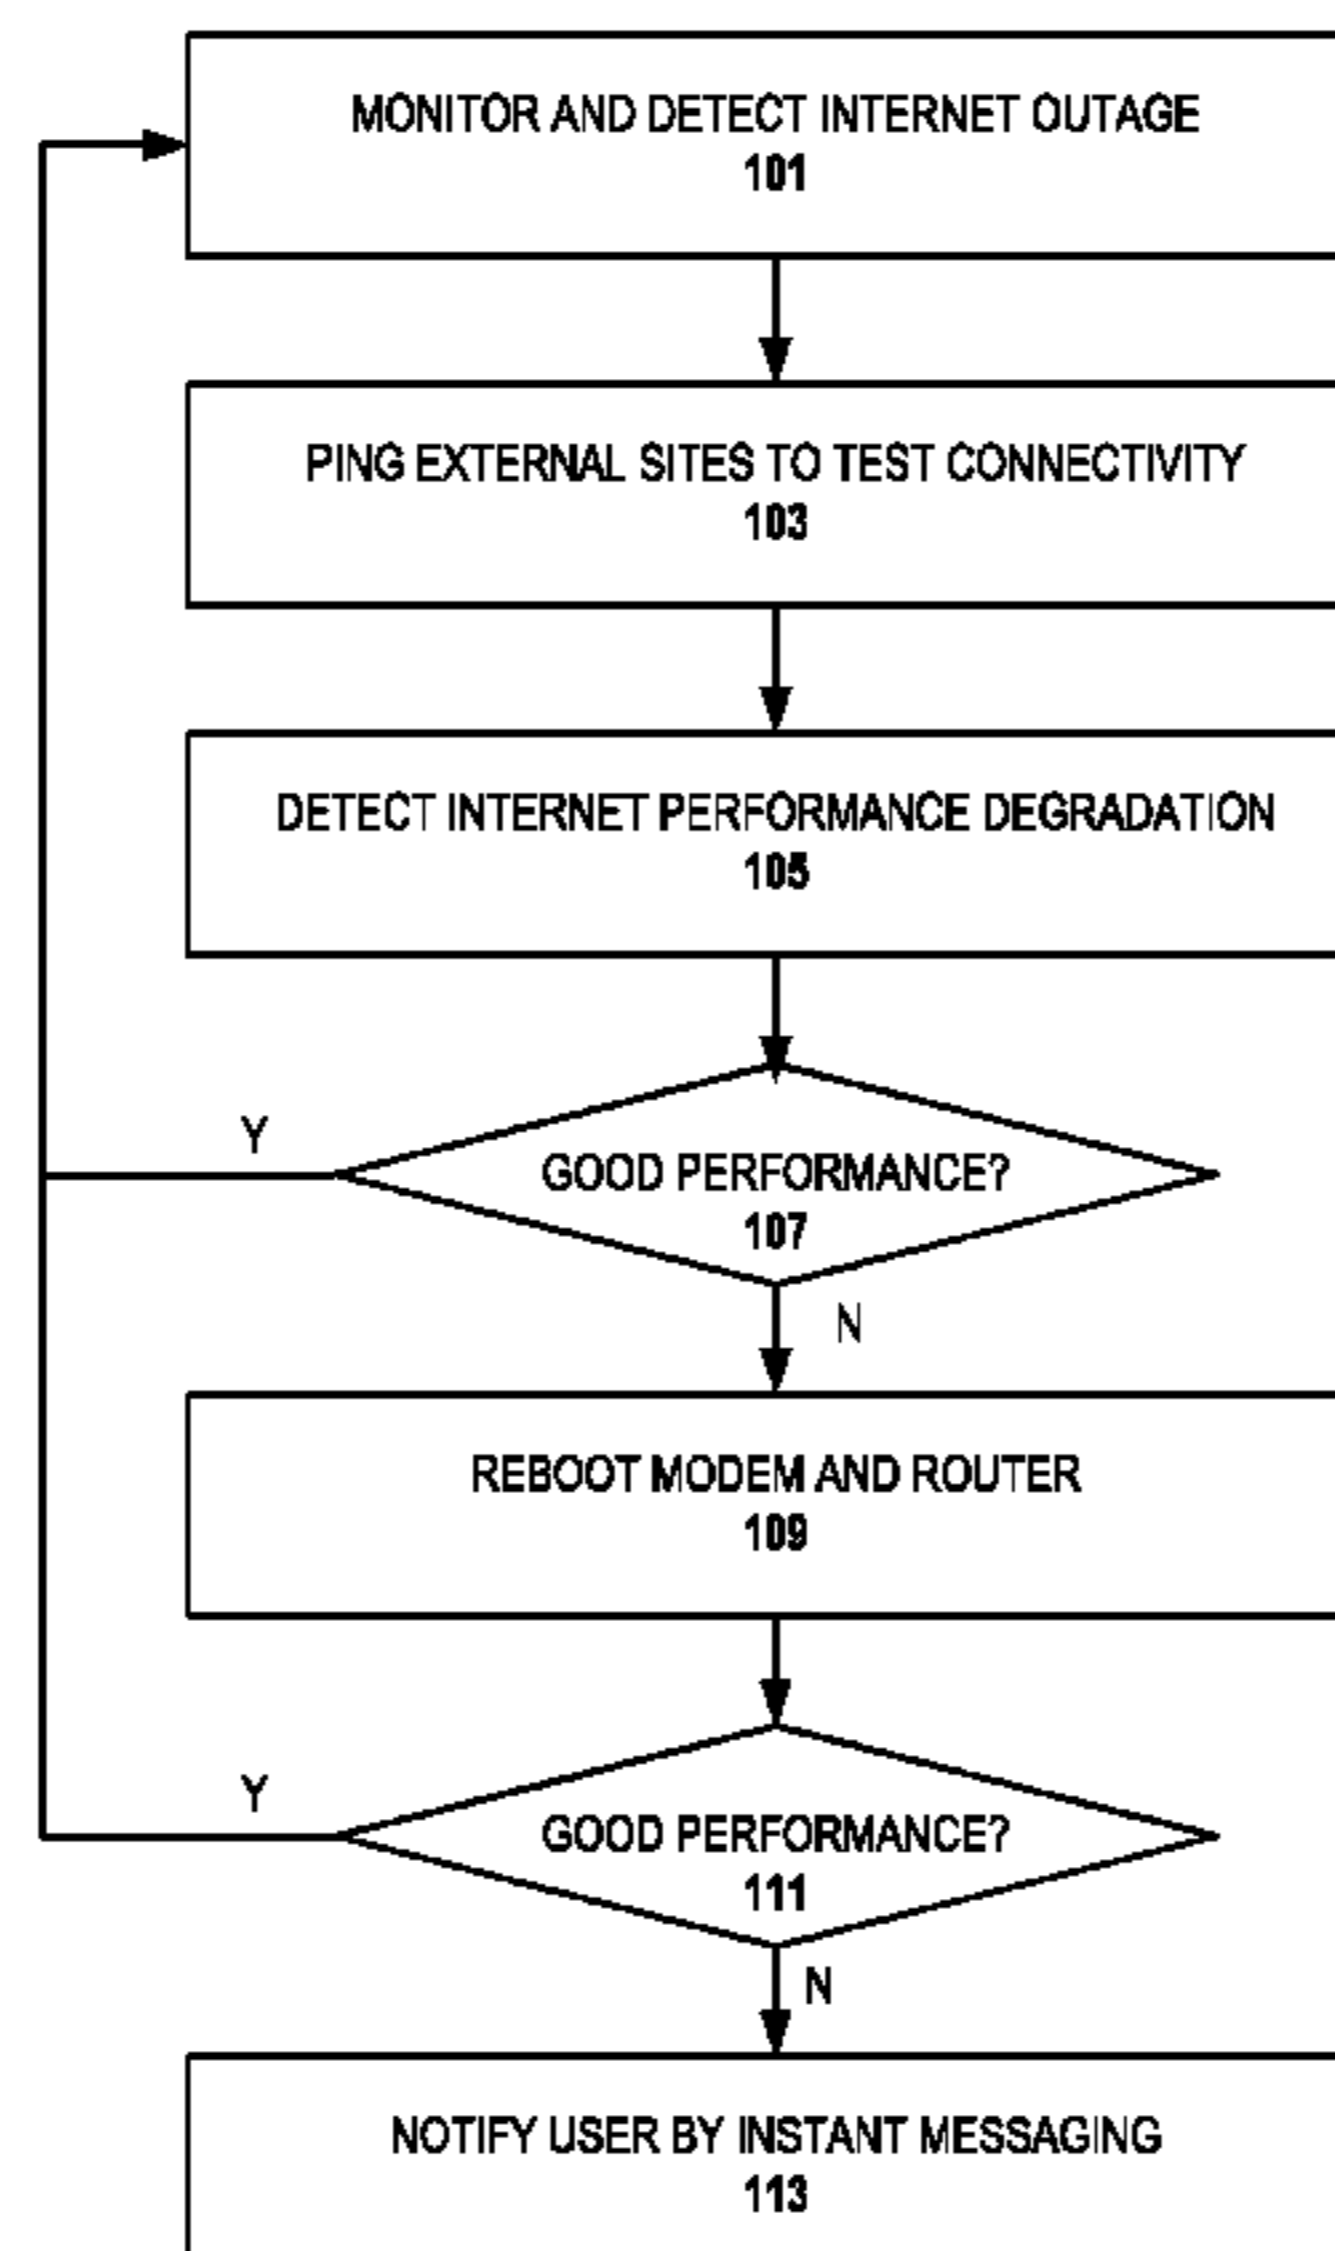 MONITOR AND DETECT INTERNET OUTAGE
101
PING EXTERNAL SITES TO TEST CONNECTIVITY
103
DETECT INTERNET PERFORMANCE DEGRADATION
105
Y
GOOD PERFORMANCE?
107
N
REBOOT MODEM AND ROUTER
109
Y
GOOD PERFORMANCE?
111
N
NOTIFY USER BY INSTANT MESSAGING
113